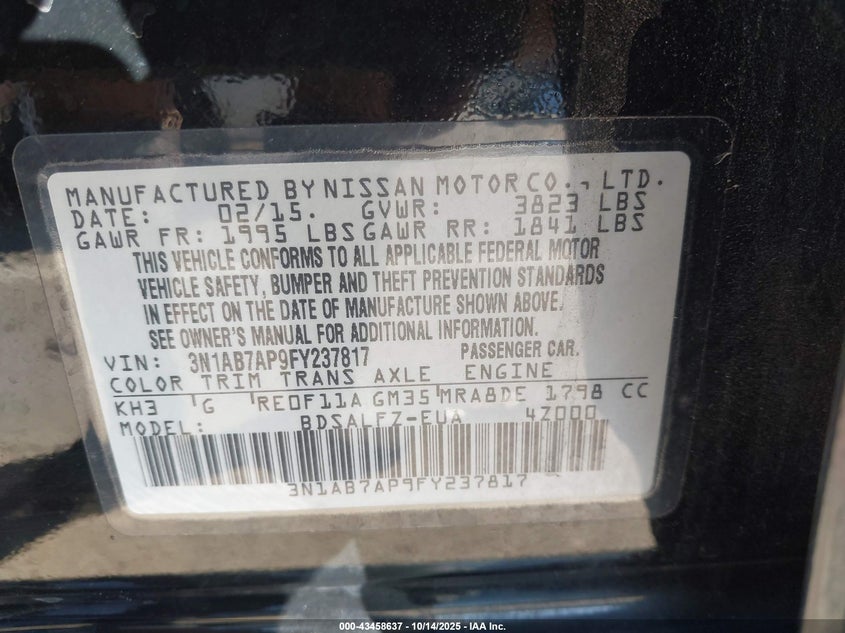 MANUFACTURED BY NISSAN MOTOR CO., LTD.
DATE: 02/15. GVWR: 3823 LBS
GAWR FR: 1995 LBS GAWR RR: 1841 LBS
THIS VEHICLE CONFORMS TO ALL APPLICABLE FEDERAL MOTOR
VEHICLE SAFETY, BUMPER AND THEFT PREVENTION STANDARDS
IN EFFECT ON THE DATE OF MANUFACTURE SHOWN ABOVE.
SEE OWNER'S MANUAL FOR ADDITIONAL INFORMATION.
VIN: 3N1AB7AP9FY237817 PASSENGER CAR.
COLOR TRIM TRANS AXLE ENGINE
KH3 G RE0F11A GM35 MRA8DE 1798 CC
MODEL: BDSALFZ-EUA 4Z000
3N1AB7AP9FY237817
000-43458637 - 10/14/2025 - IAA Inc.